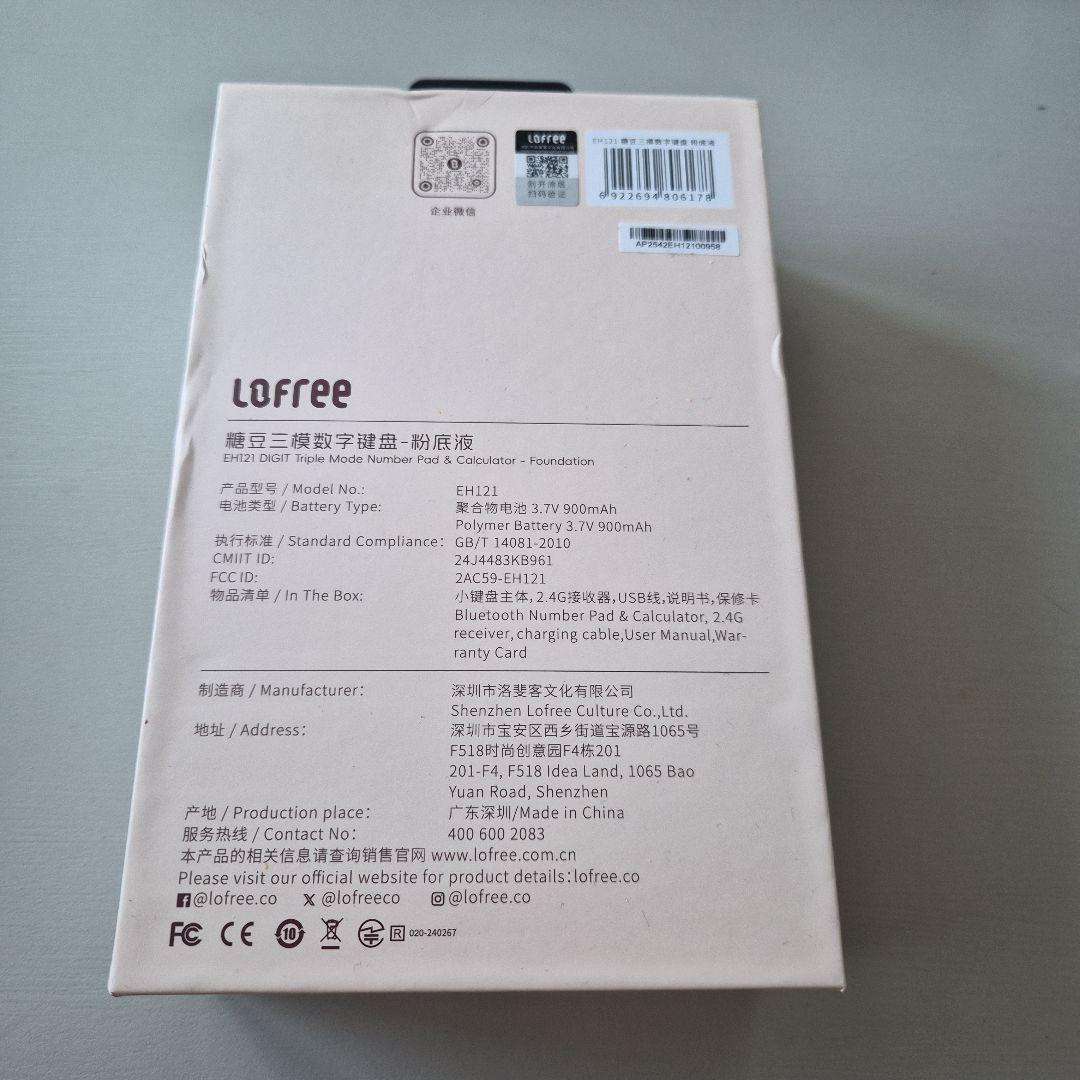 企业微信
Lofree
刮开涂层
扫码验证
EH121 糖豆三模数字键盘 粉底液
6 922694 806178
AP2542EH12100958
Lofree
糖豆三模数字键盘-粉底液
EH121 DIGIT Triple Mode Number Pad & Calculator - Foundation
产品型号 / Model No.: EH121
电池类型 / Battery Type: 聚合物电池 3.7V 900mAh
Polymer Battery 3.7V 900mAh
执行标准 / Standard Compliance: GB/T 14081-2010
CMIIT ID: 24J4483KB961
FCC ID: 2AC59-EH121
物品清单 / In The Box: 小键盘主体, 2.4G接收器,USB线,说明书,保修卡
Bluetooth Number Pad & Calculator, 2.4G
receiver, charging cable,User Manual,War-
ranty Card
制造商 / Manufacturer: 深圳市洛斐客文化有限公司
Shenzhen Lofree Culture Co.,Ltd.
地址 / Address: 深圳市宝安区西乡街道宝源路1065号
F518时尚创意园F4栋201
201-F4, F518 Idea Land, 1065 Bao
Yuan Road, Shenzhen
产地 / Production place: 广东深圳/Made in China
服务热线 / Contact No: 400 600 2083
本产品的相关信息请查询销售官网 www.lofree.com.cn
Please visit our official website for product details:lofree.co
@lofree.co X @lofreeco @lofree.co
FC CE 10 R 020-240267